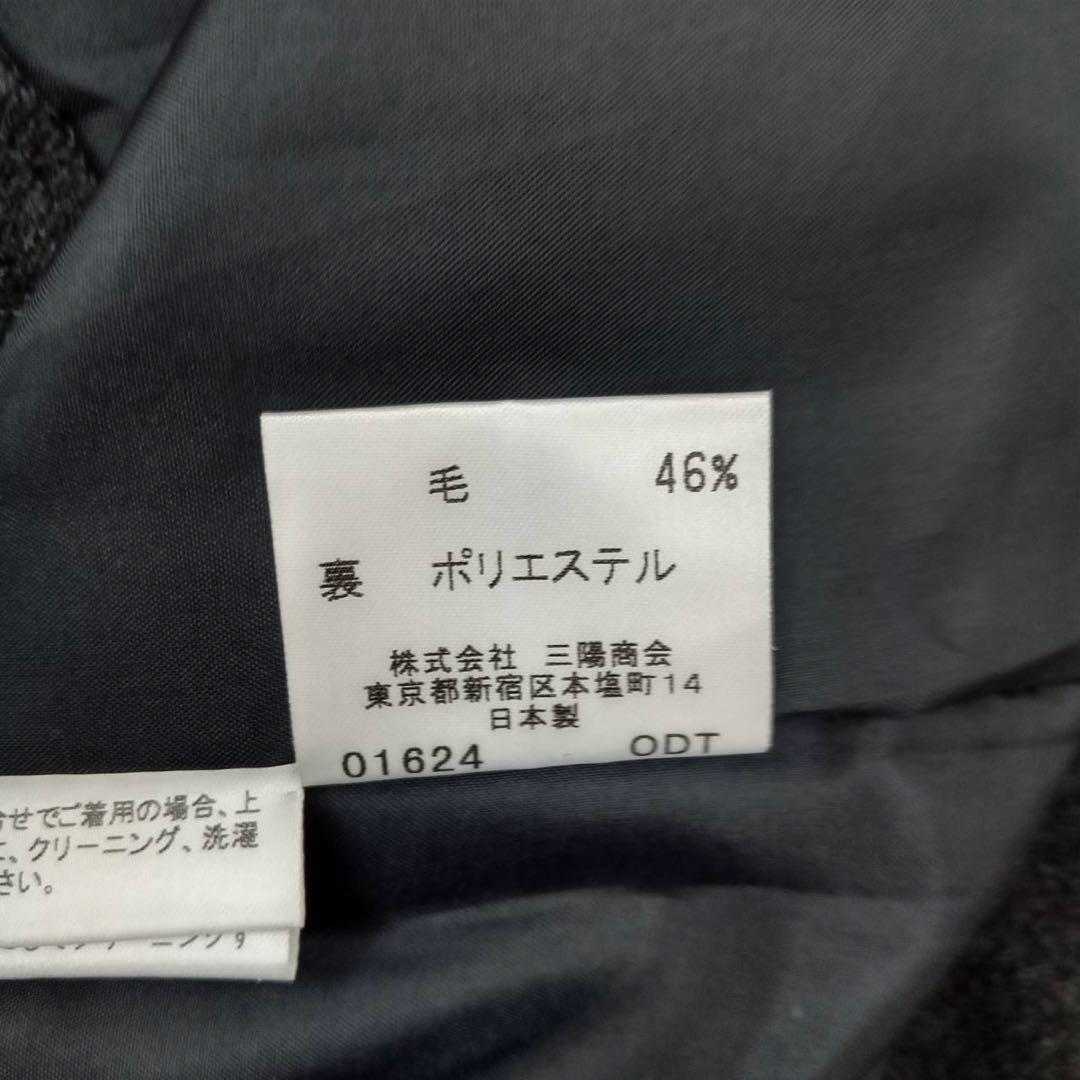 毛 46%
裏 ポリエステル
株式会社 三陽商会
東京都新宿区本塩町14
日本製
01624 ODT
せでご着用の場合、上
、クリーニング、洗濯
さい。